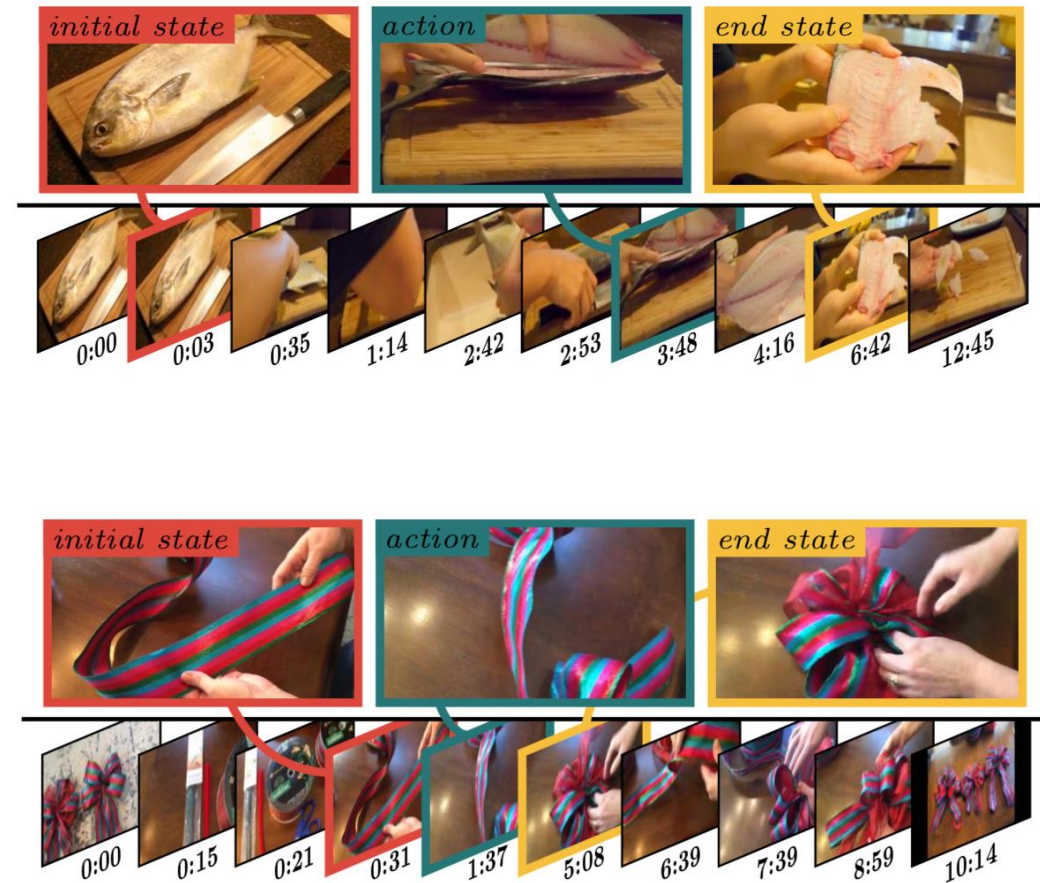 initial state action end state
0:00 0:03 0:35 1:14 2:42 2:53 3:48 4:16 6:42 12:45
initial state action end state
0:00 0:15 0:21 0:31 1:37 5:08 6:39 7:39 8:59 10:14